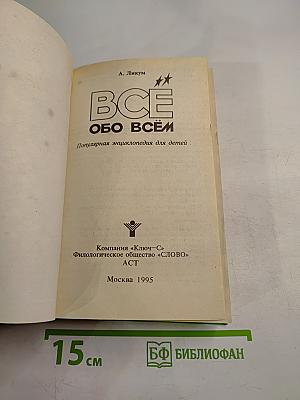 А. Ликум
ВСЁ
ОБО ВСЁМ
Популярная энциклопедия для детей
Компания «Ключ—С»
Филологическое общество «СЛОВО»
АСТ
Москва 1995
15 см
БФ БИБЛИОФАН